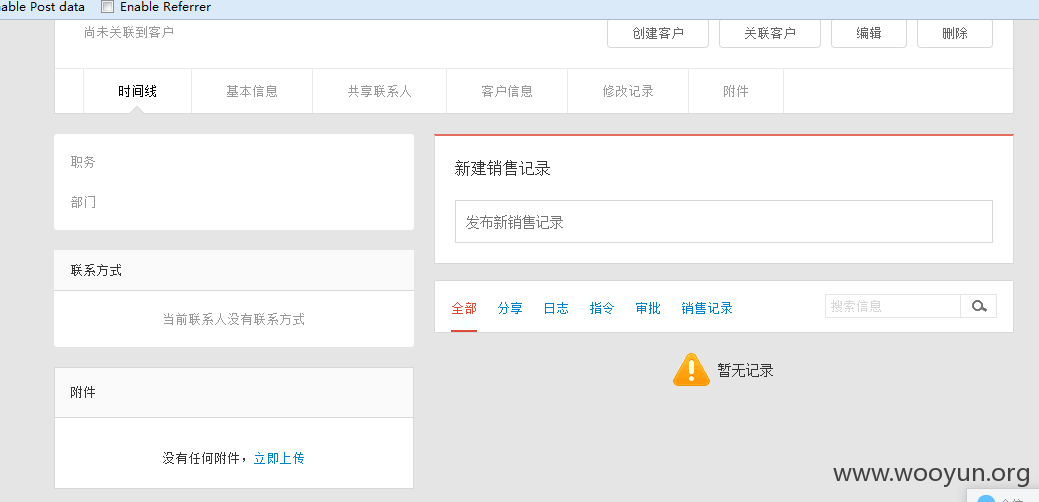 able Post data Enable Referrer
尚未关联到客户 创建客户 关联客户 编辑 删除
时间线 基本信息 共享联系人 客户信息 修改记录 附件
职务
部门
联系方式
当前联系人没有联系方式
附件
没有任何附件，立即上传
新建销售记录
发布新销售记录
全部 分享 日志 指令 审批 销售记录 搜索信息
暂无记录
www.wooyun.org